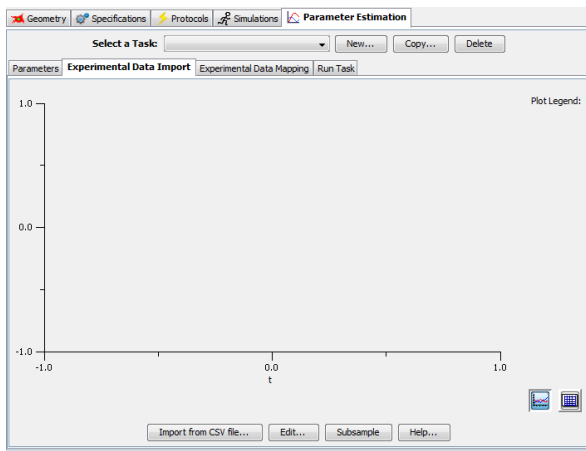 Geometry Specifications Protocols Simulations Parameter Estimation
Select a Task: New... Copy... Delete
Parameters Experimental Data Import Experimental Data Mapping Run Task
1.0 Plot Legend:
0.0
-1.0
-1.0 0.0 1.0
t
Import from CSV file... Edit... Subsample Help...